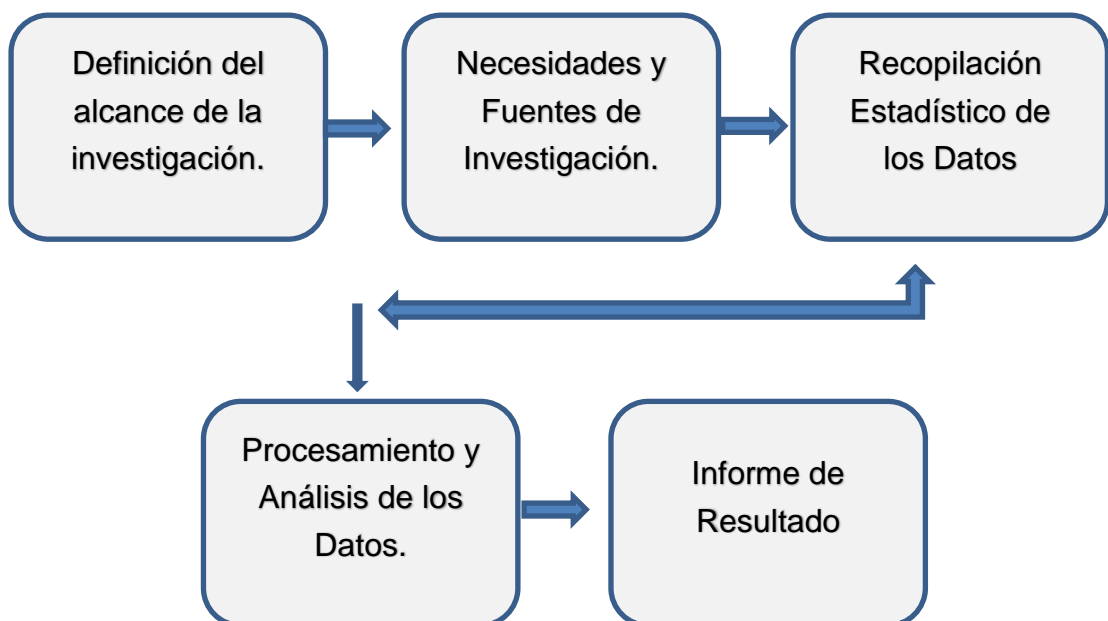 Definición del
alcance de la
investigación.
Necesidades y
Fuentes de
Investigación.
Recopilación
Estadístico de
los Datos
Procesamiento y
Análisis de los
Datos.
Informe de
Resultado